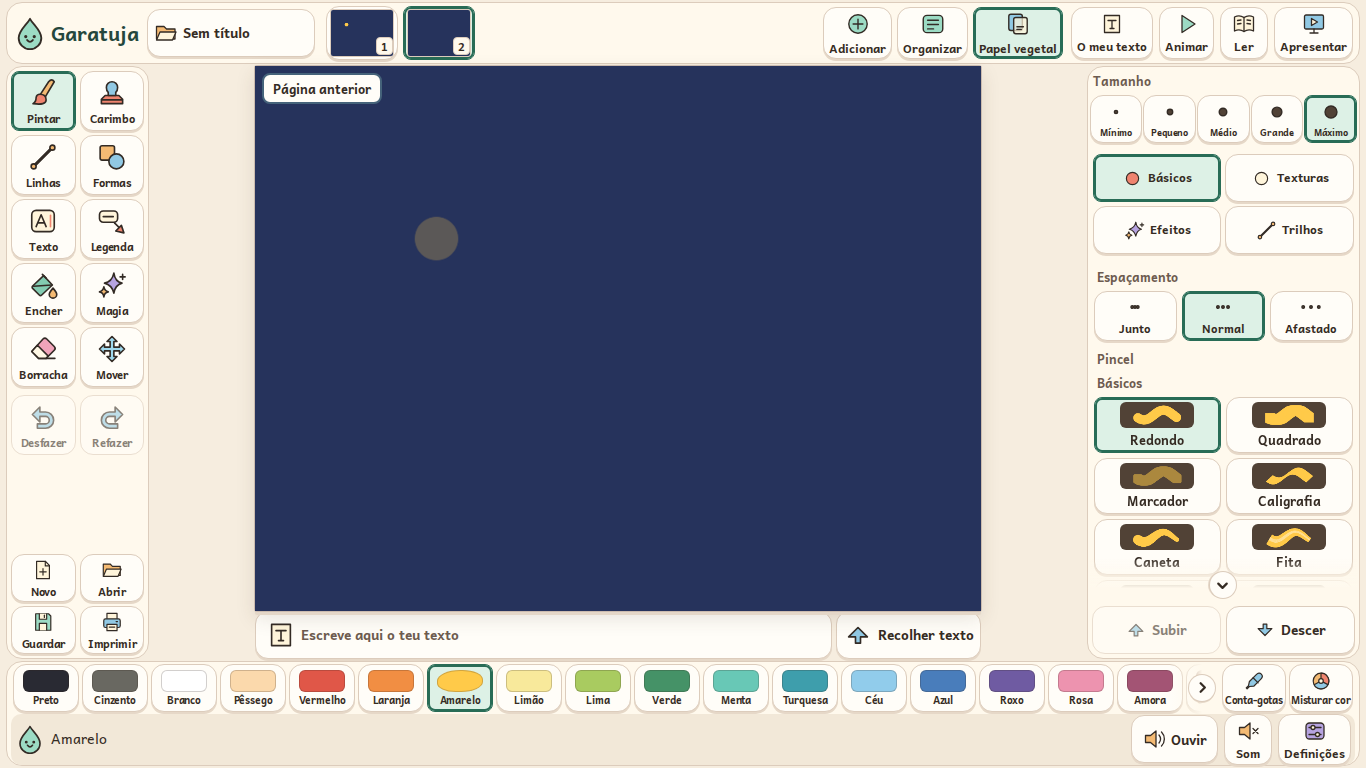 Garatuja
Sem título
1
2
Adicionar
Organizar
Papel vegetal
O meu texto
Animar
Ler
Apresentar
Pintar
Carimbo
Linhas
Formas
Texto
Legenda
Encher
Magia
Borracha
Mover
Desfazer
Refazer
Novo
Abrir
Guardar
Imprimir
Página anterior
Escreve aqui o teu texto
Recolher texto
Tamanho
Mínimo
Pequeno
Médio
Grande
Máximo
Básicos
Texturas
Efeitos
Trilhos
Espaçamento
Junto
Normal
Afastado
Pincel
Básicos
Redondo
Quadrado
Marcador
Caligrafia
Caneta
Fita
Subir
Descer
Preto
Cinzento
Branco
Pêssego
Vermelho
Laranja
Amarelo
Limão
Lima
Verde
Menta
Turquesa
Céu
Azul
Roxo
Rosa
Amora
Conta-gotas
Misturar cor
Amarelo
Ouvir
Som
Definições